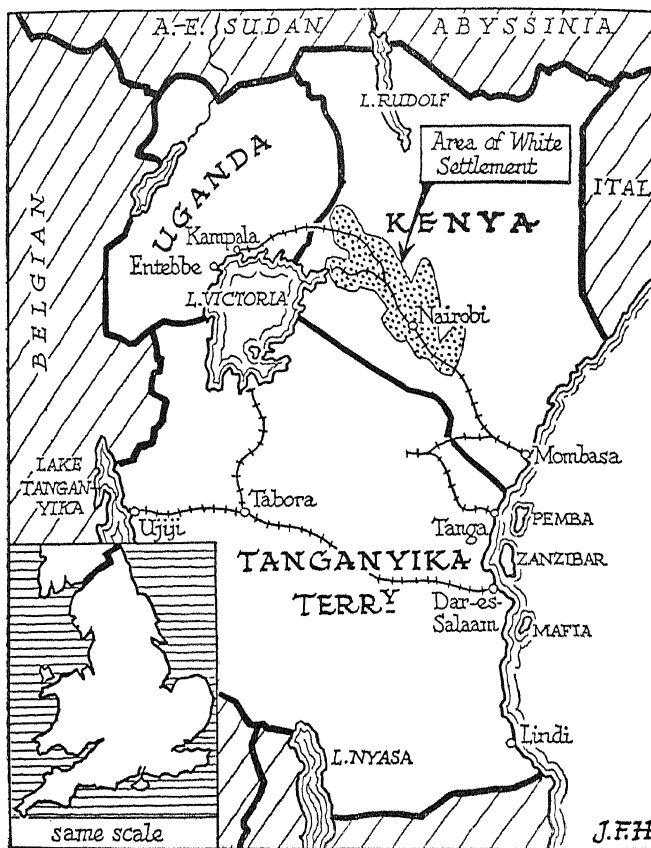 A.-E. SUDAN
ABYSSINIA
L. RUDOLF
Area of White
Settlement
ITAL
UGANDA
KENYA
Kampala
Entebbe
L. VICTORIA
Nairobi
BELGIAN
LAKE
TANGAN-
YIKA
Mombasa
Ujiji
Tabora
Tanga
PEMBA
TANGANYIKA
TERRY
ZANZIBAR
Dar-es-
Salaam
MAFIA
Lindi
L. NYASA
same scale
J.F.H